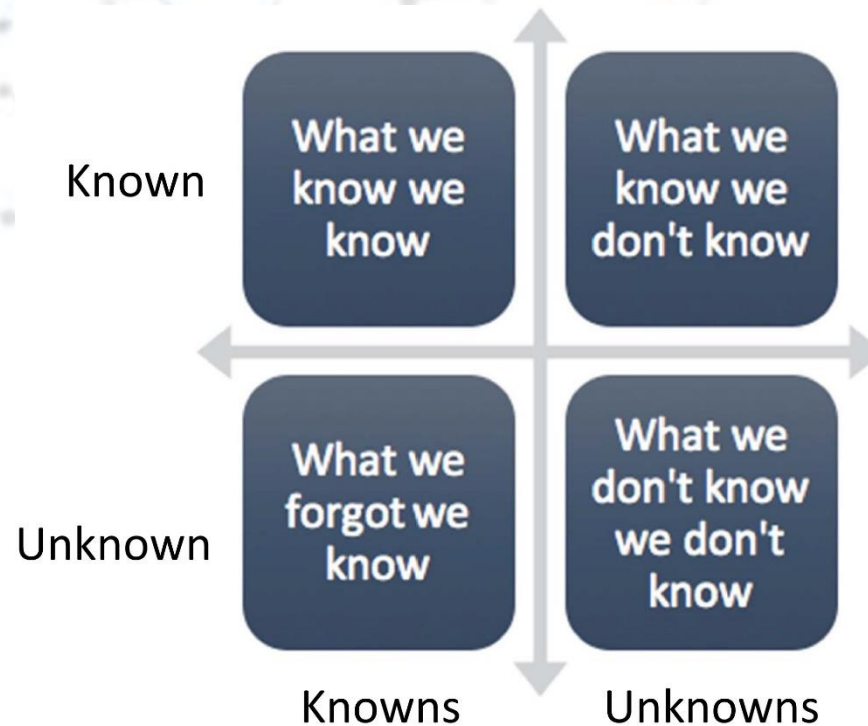 What we
know we
know
What we
know we
don't know
Known
What we
forgot we
know
What we
don't know
we don't
know
Unknown
Knowns
Unknowns